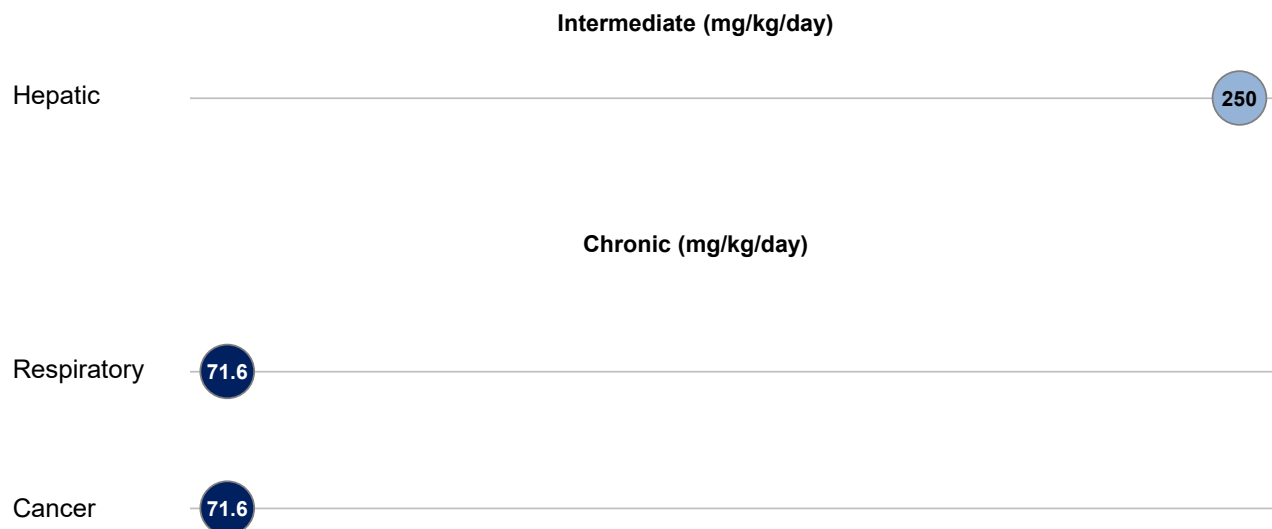 Intermediate (mg/kg/day)
Hepatic 250
Chronic (mg/kg/day)
Respiratory 71.6
Cancer 71.6